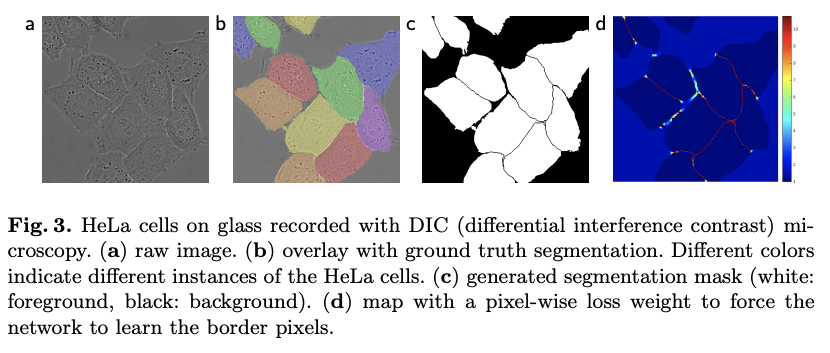 a b c d
Fig. 3. HeLa cells on glass recorded with DIC (differential interference contrast) mi-
croscopy. (a) raw image. (b) overlay with ground truth segmentation. Different colors
indicate different instances of the HeLa cells. (c) generated segmentation mask (white:
foreground, black: background). (d) map with a pixel-wise loss weight to force the
network to learn the border pixels.